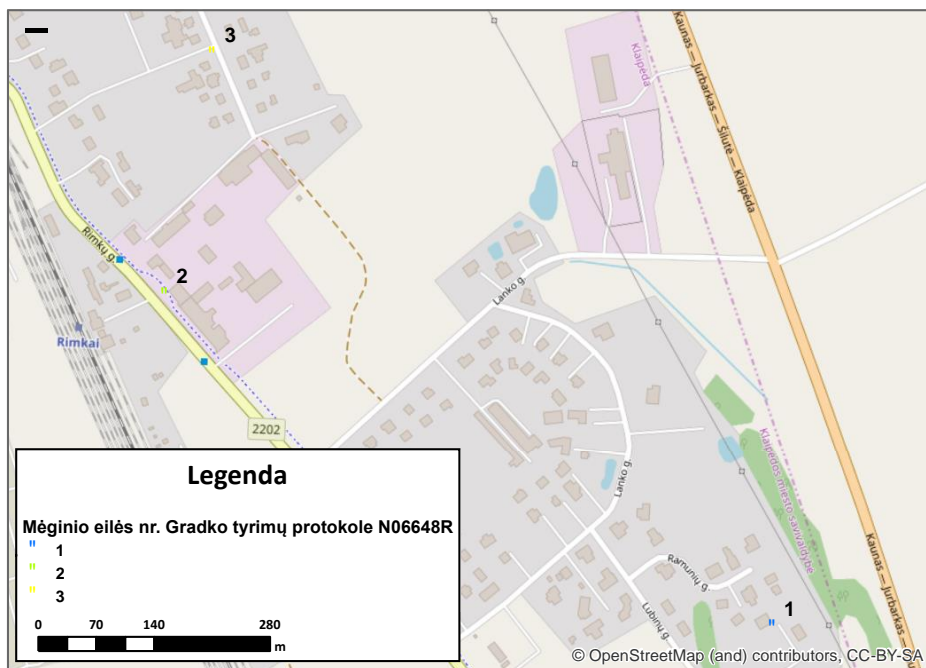 3
Klaipėda
Kaunas — Jurbarkas — Šilutė — Klaipėda
Rimkų g.
2
Lanko g.
Rimkai
2202
Lanko g.
Klaipėdos miesto savivaldybė
Kaunas — Jurbarkas —
Ramunių g.
Lubinų g.
1
Legenda
Mėginio eilės nr. Gradko tyrimų protokole N06648R
" 1
" 2
" 3
0 70 140 280
m
© OpenStreetMap (and) contributors, CC-BY-SA